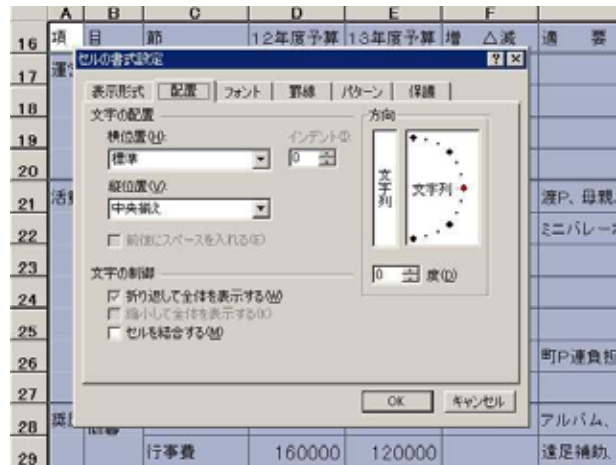 A B C D E F
16 項 目 節 12年度予算 13年度予算 増 △減 適 要
17
セルの書式設定
表示形式 配置 フォント 罫線 パターン 保護
18
文字の配置
方向
19
横位置(H):
インデント(I):
標準
0
20
縦位置(V):
文字列
文字列
21
中央揃え
渡P、母親
22
前後にスペースを入れる(E)
ミニバレー
23
文字の制御
0 度(D)
24
折り返して全体を表示する(W)
縮小して全体を表示する(K)
25
セルを結合する(M)
26
町P連負担
27
OK キャンセル
28
アルバム、
29 行事費 160000 120000 遠足補助、